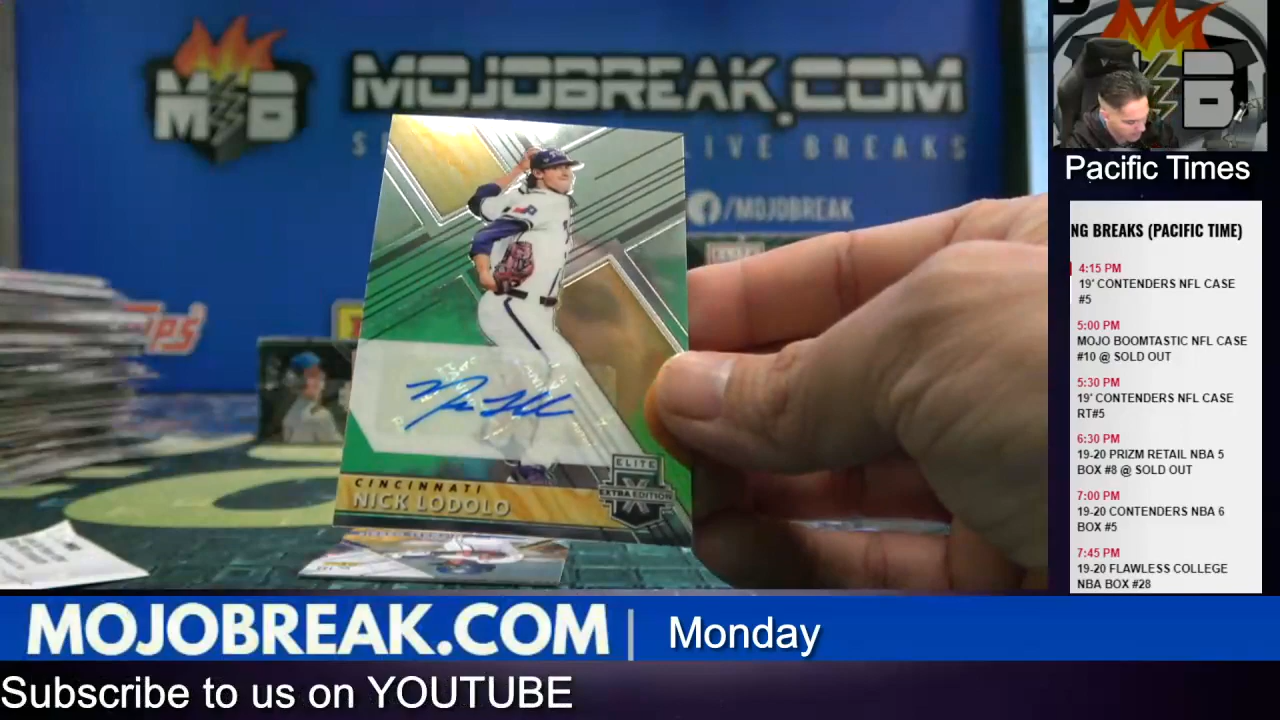 MOJOBREAK.COM
MB
LIVE BREAKS
/MOJOBREAK
CINCINNATI
NICK LODOLO
ELITE
EXTRA EDITION
B
Pacific Times
NG BREAKS (PACIFIC TIME)
4:15 PM
19' CONTENDERS NFL CASE
#5
5:00 PM
MOJO BOOMTASTIC NFL CASE
#10 @ SOLD OUT
5:30 PM
19' CONTENDERS NFL CASE
RT#5
6:30 PM
19-20 PRIZM RETAIL NBA 5
BOX #8 @ SOLD OUT
7:00 PM
19-20 CONTENDERS NBA 6
BOX #5
7:45 PM
19-20 FLAWLESS COLLEGE
NBA BOX #28
MOJOBREAK.COM | Monday
Subscribe to us on YOUTUBE